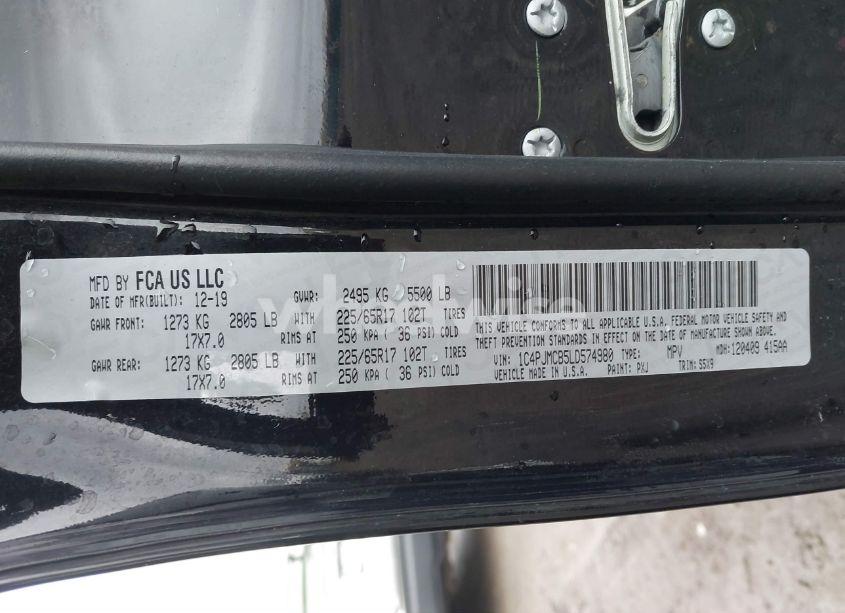 MFD BY FCA US LLC
DATE OF MFR(BUILT): 12-19
GVWR: 2495 KG 5500 LB
GAWR FRONT: 1273 KG 2805 LB WITH 225/65R17 102T TIRES
17X7.0 RIMS AT 250 KPA ( 36 PSI) COLD
GAWR REAR: 1273 KG 2805 LB WITH 225/65R17 102T TIRES
17X7.0 RIMS AT 250 KPA ( 36 PSI) COLD
THIS VEHICLE CONFORMS TO ALL APPLICABLE U.S.A. FEDERAL MOTOR VEHICLE SAFETY AND
THEFT PREVENTION STANDARDS IN EFFECT ON THE DATE OF MANUFACTURE SHOWN ABOVE.
VIN: 1C4PJMCB5LD574980 TYPE: MPV MDH: 120409 415AA
VEHICLE MADE IN U.S.A. PAINT: PXJ TRIM: S5X9